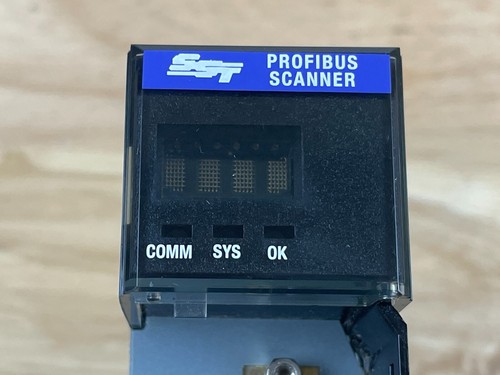 SST PROFIBUS
SCANNER
COMM SYS OK